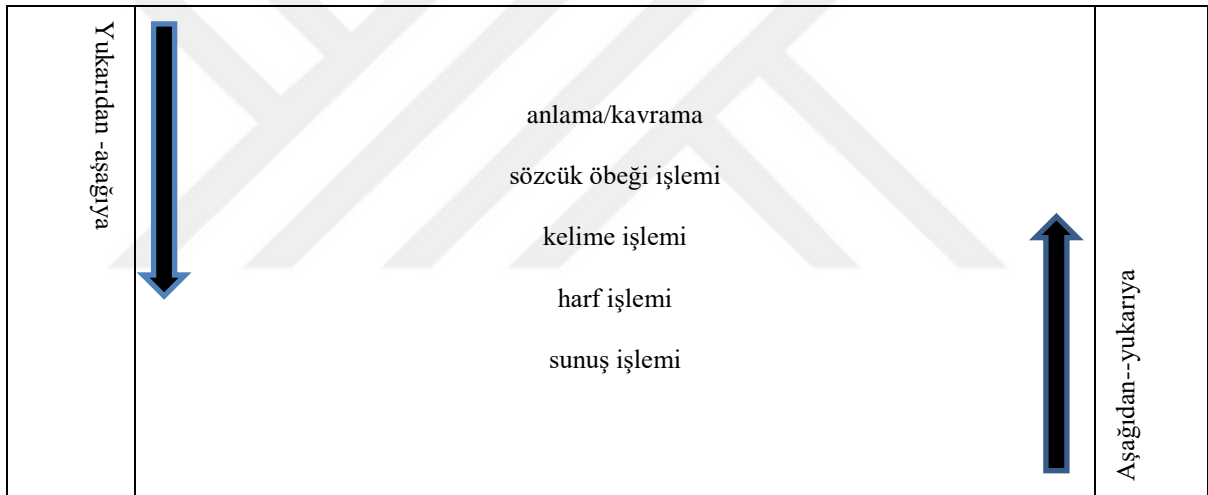 Yukarıdan -aşağıya
anlama/kavrama
sözcük öbeği işlemi
kelime işlemi
harf işlemi
sunuş işlemi
Aşağıdan--yukarıya